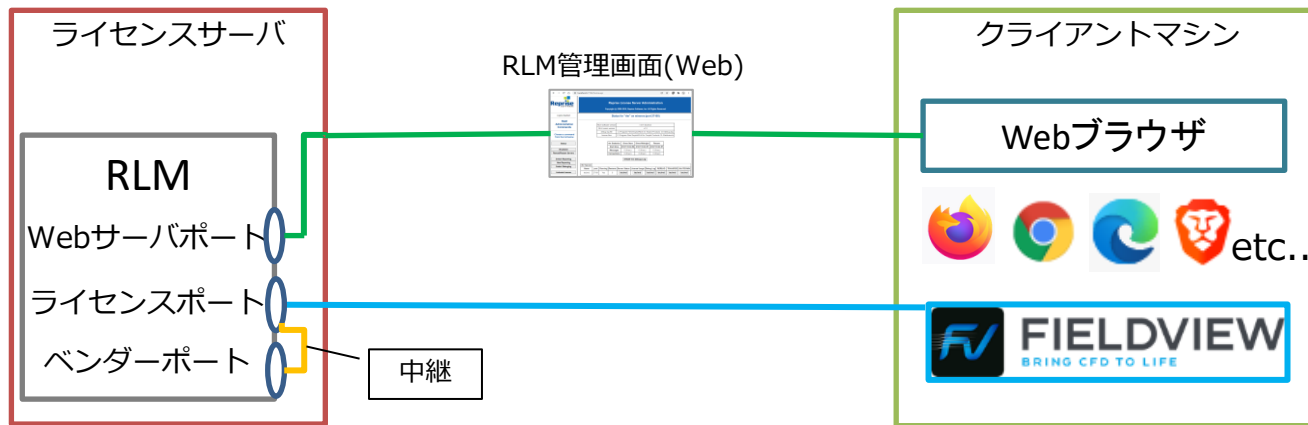 ライセンスサーバ
クライアントマシン
RLM管理画面(Web)
Reprise
Webブラウザ
RLM
Webサーバポート
etc..
ライセンスポート
FIELDVIEW
BRING CFD TO LIFE
ベンダーポート
中継